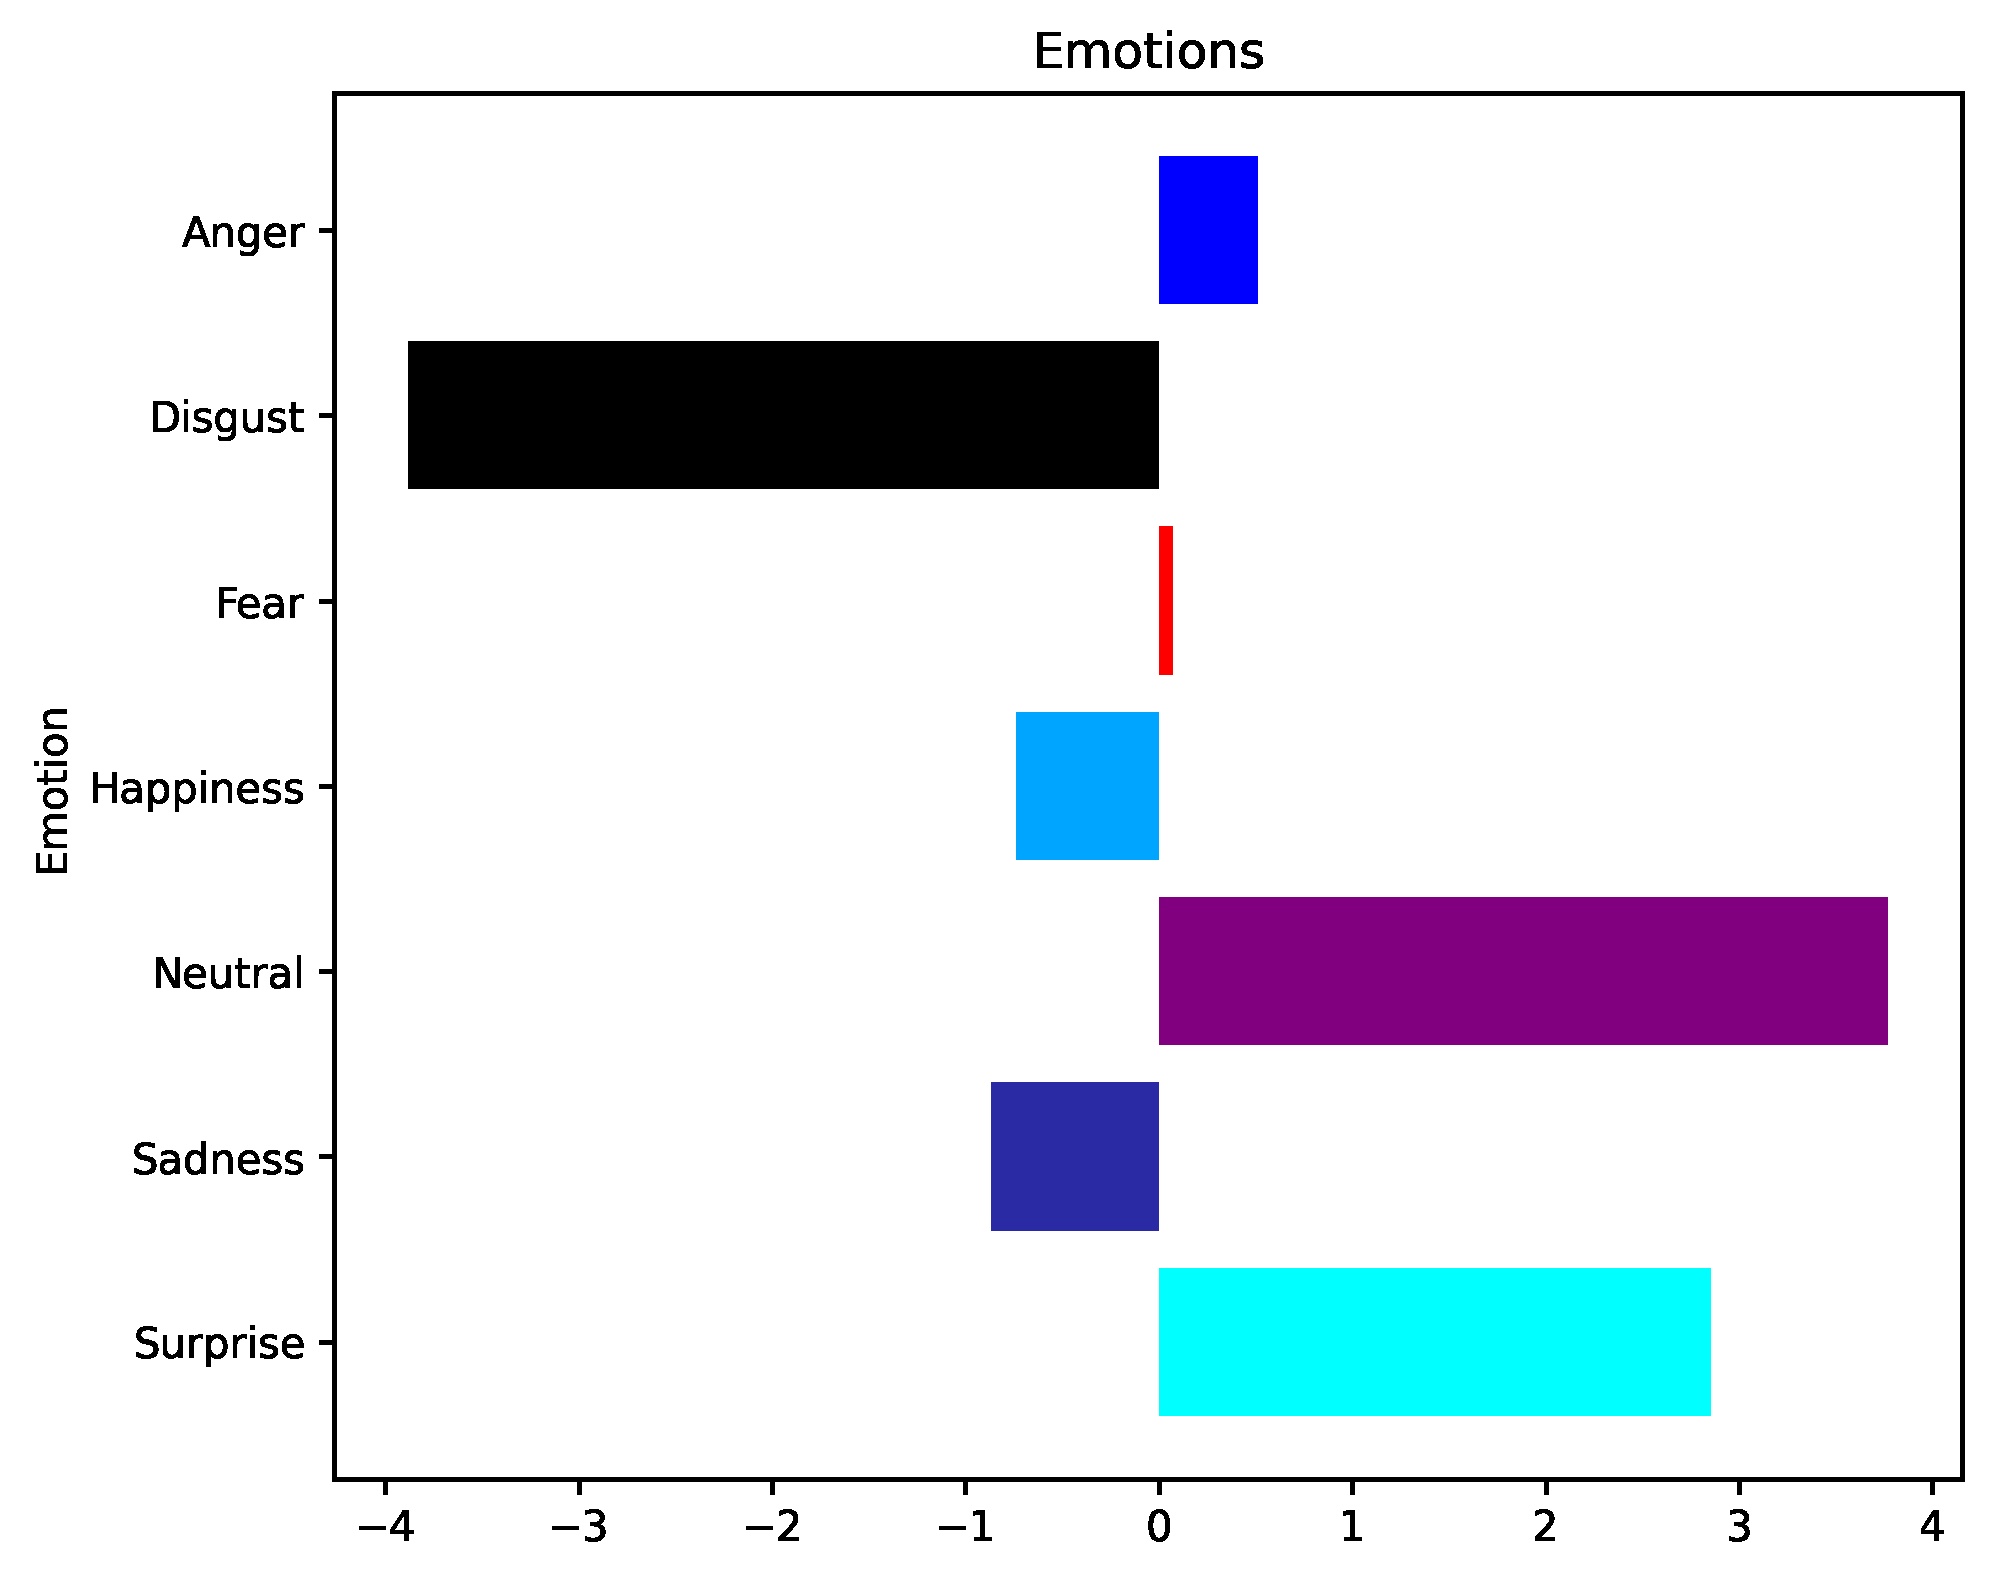 Emotions
Emotion
Anger
Disgust
Fear
Happiness
Neutral
Sadness
Surprise
−4 −3 −2 −1 0 1 2 3 4